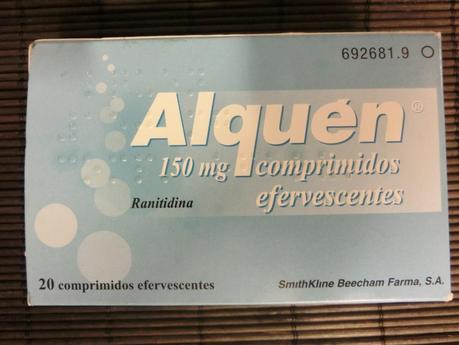 692681.9
Alquén®
150 mg comprimidos
efervescentes
Ranitidina
20 comprimidos efervescentes
SmithKline Beecham Farma, S.A.